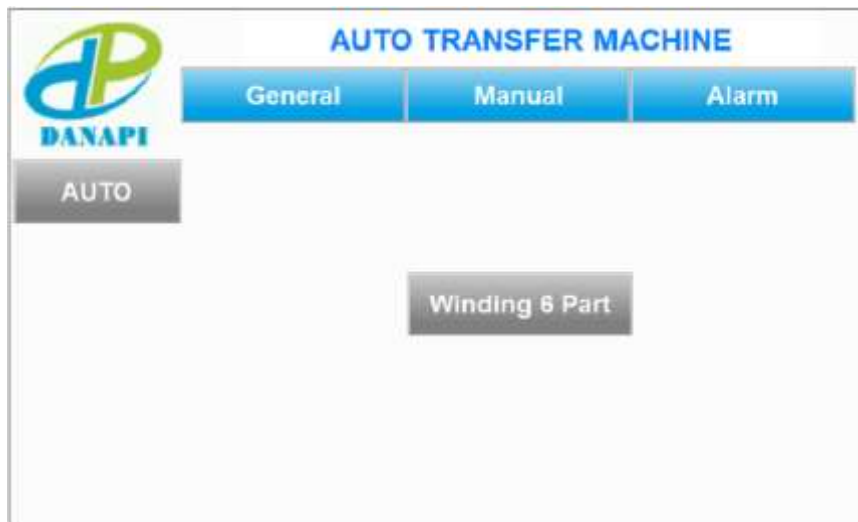 AUTO TRANSFER MACHINE
General Manual Alarm
DANAPI
AUTO
Winding 6 Part